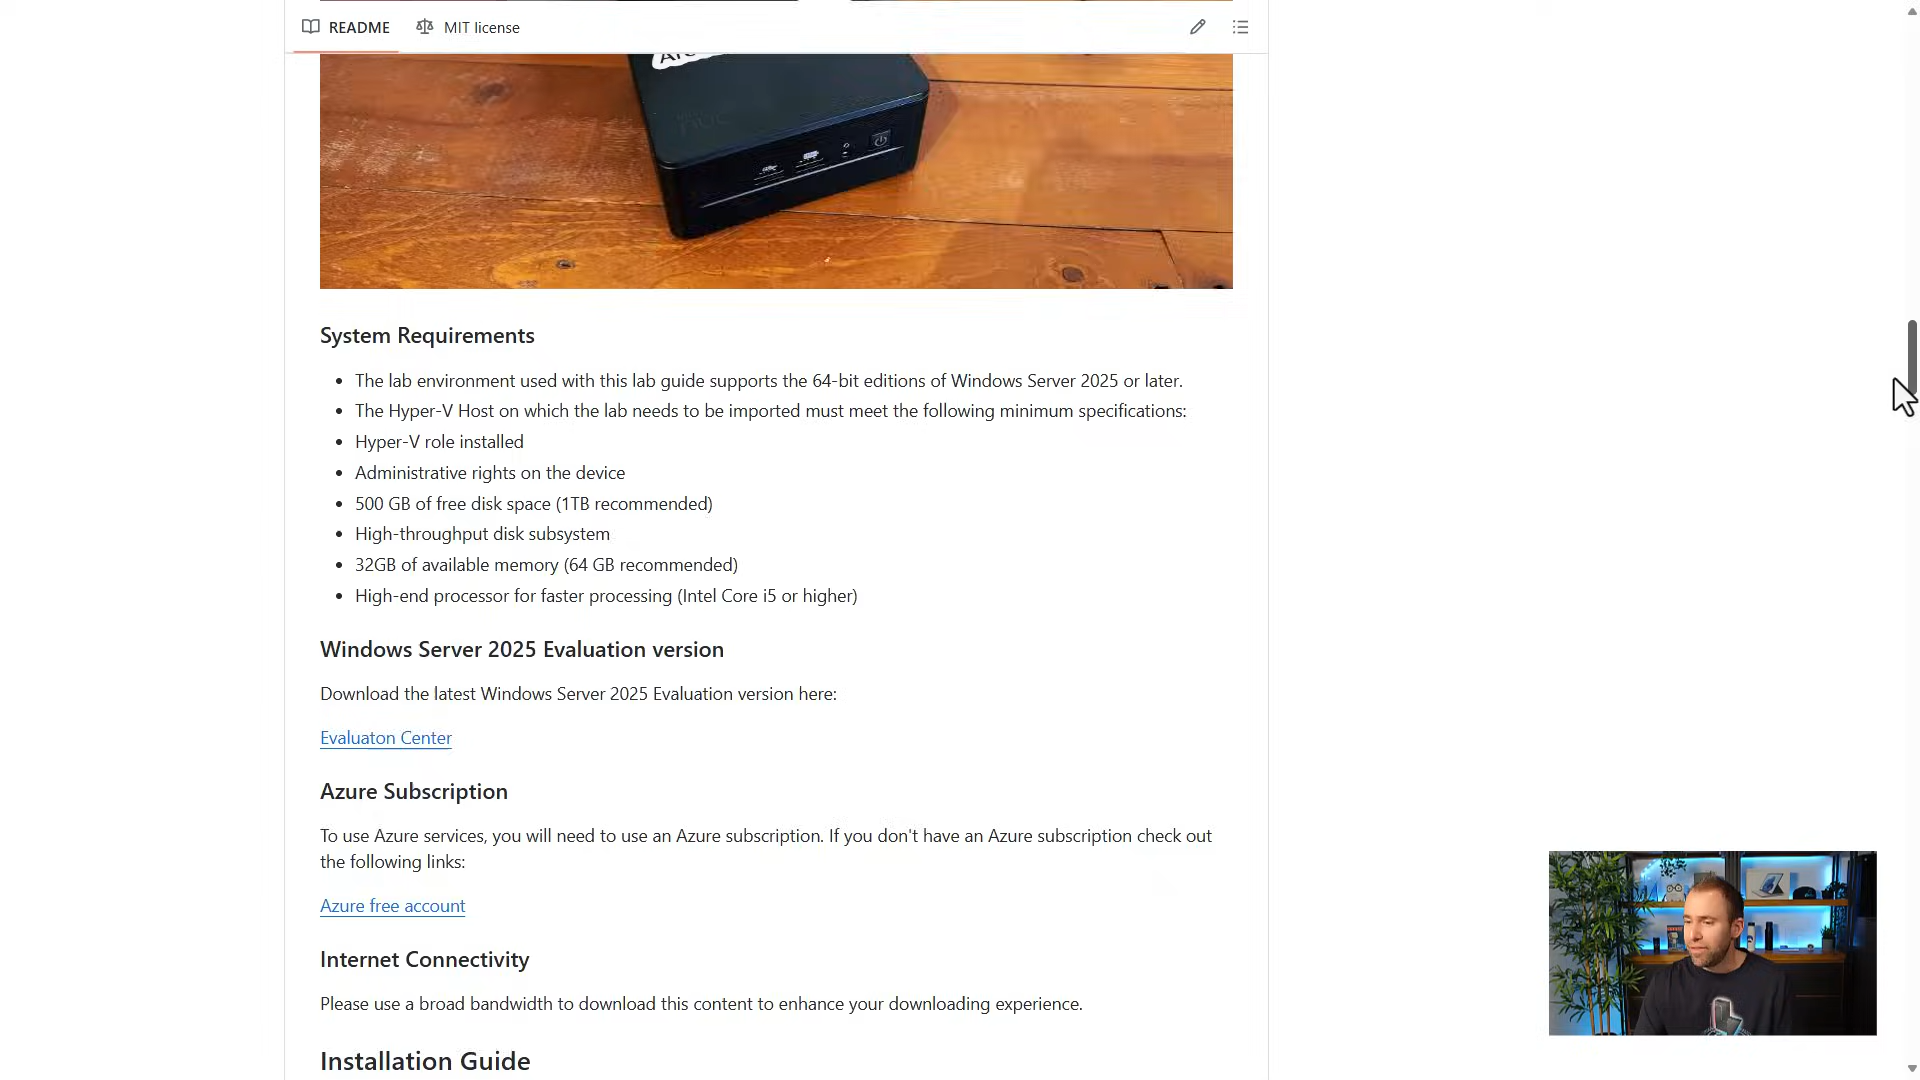 README
MIT license
System Requirements
• The lab environment used with this lab guide supports the 64-bit editions of Windows Server 2025 or later.
• The Hyper-V Host on which the lab needs to be imported must meet the following minimum specifications:
• Hyper-V role installed
• Administrative rights on the device
• 500 GB of free disk space (1TB recommended)
• High-throughput disk subsystem
• 32GB of available memory (64 GB recommended)
• High-end processor for faster processing (Intel Core i5 or higher)
Windows Server 2025 Evaluation version
Download the latest Windows Server 2025 Evaluation version here:
Evaluaton Center
Azure Subscription
To use Azure services, you will need to use an Azure subscription. If you don't have an Azure subscription check out
the following links:
Azure free account
Internet Connectivity
Please use a broad bandwidth to download this content to enhance your downloading experience.
Installation Guide